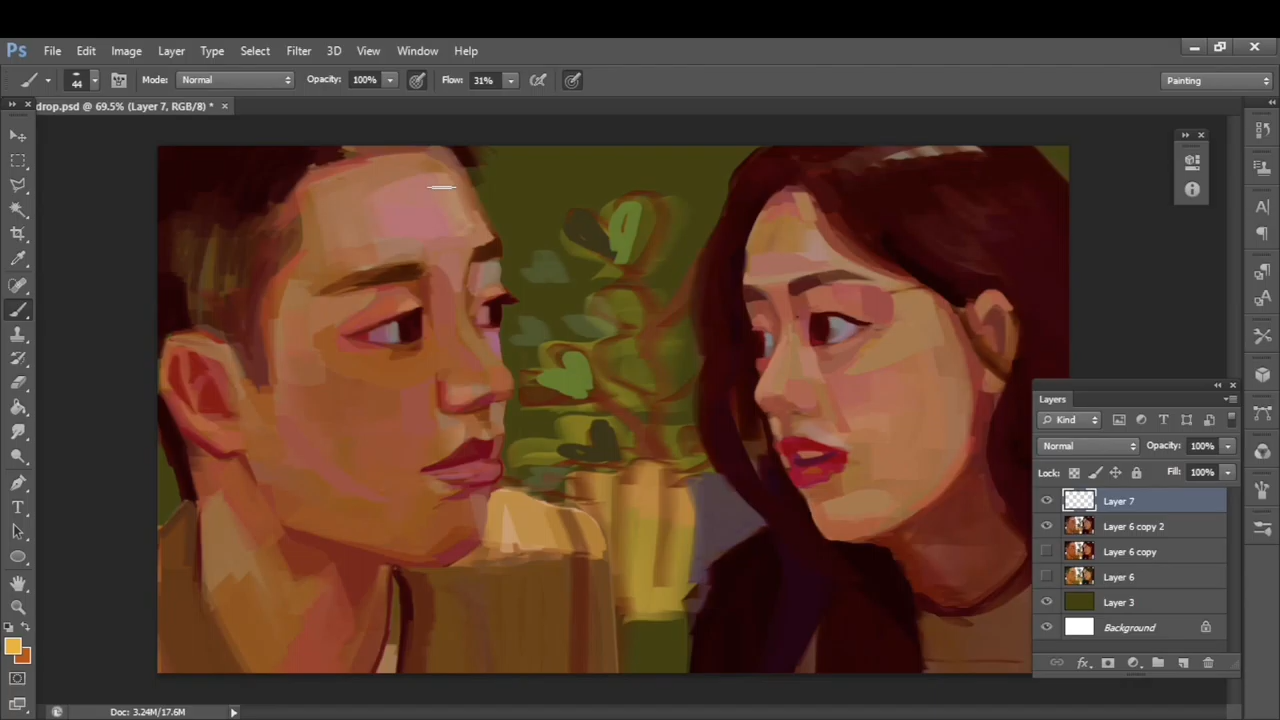 Ps File Edit Image Layer Type Select Filter 3D View Window Help
44 Mode: Normal Opacity: 100% Flow: 31% Painting
drop.psd @ 69.5% (Layer 7, RGB/8) * ×
Layers
Kind
Normal Opacity: 100%
Lock: Fill: 100%
Layer 7
Layer 6 copy 2
Layer 6 copy
Layer 6
Layer 3
Background
fx
Doc: 3.24M/17.6M